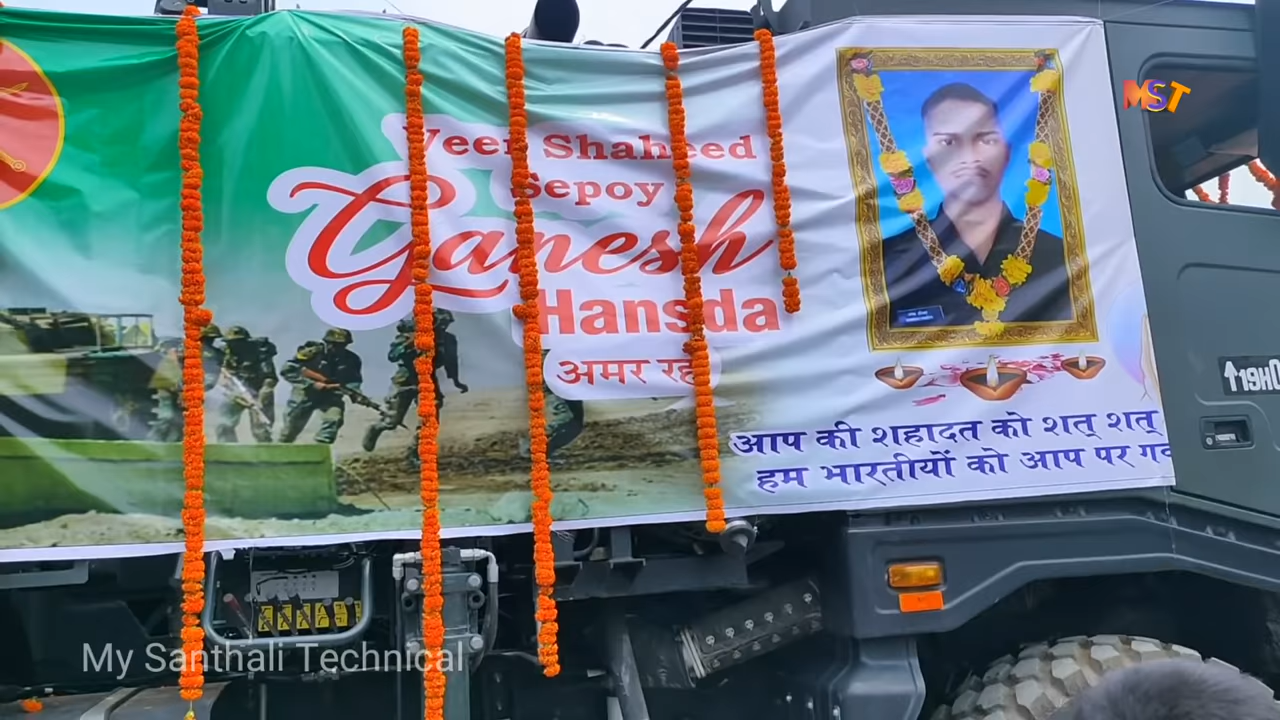 MST
Veer Shaheed
Sepoy
Ganesh
Hansda
अमर रहे
आप की शहादत को शत् शत्
हम भारतीयों को आप पर
↑19H
My Santhali Technical